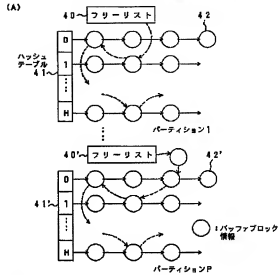 (A)
40 フリーリスト 42
0
ハッシュ
テーブル
41
1
H
パーティション1
40' フリーリスト 42'
0
41'
1
:バッファブロック
情報
H
パーティションP